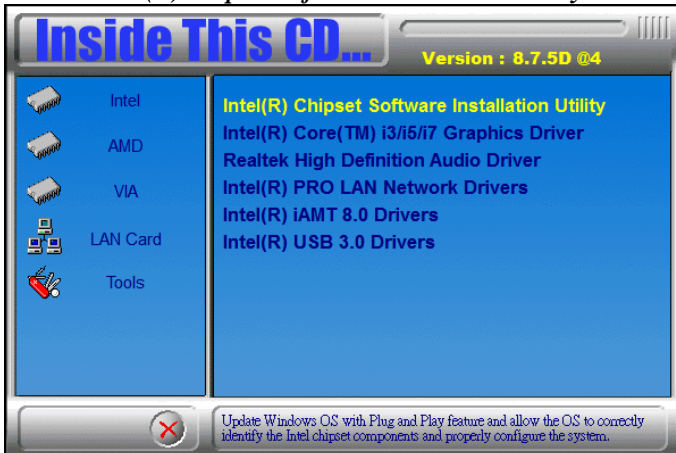 Inside This CD...
Version : 8.7.5D @4
Intel
AMD
VIA
LAN Card
Tools
Intel(R) Chipset Software Installation Utility
Intel(R) Core(TM) i3/i5/i7 Graphics Driver
Realtek High Definition Audio Driver
Intel(R) PRO LAN Network Drivers
Intel(R) iAMT 8.0 Drivers
Intel(R) USB 3.0 Drivers
Update Windows OS with Plug and Play feature and allow the OS to correctly
identify the Intel chipset components and properly configure the system.